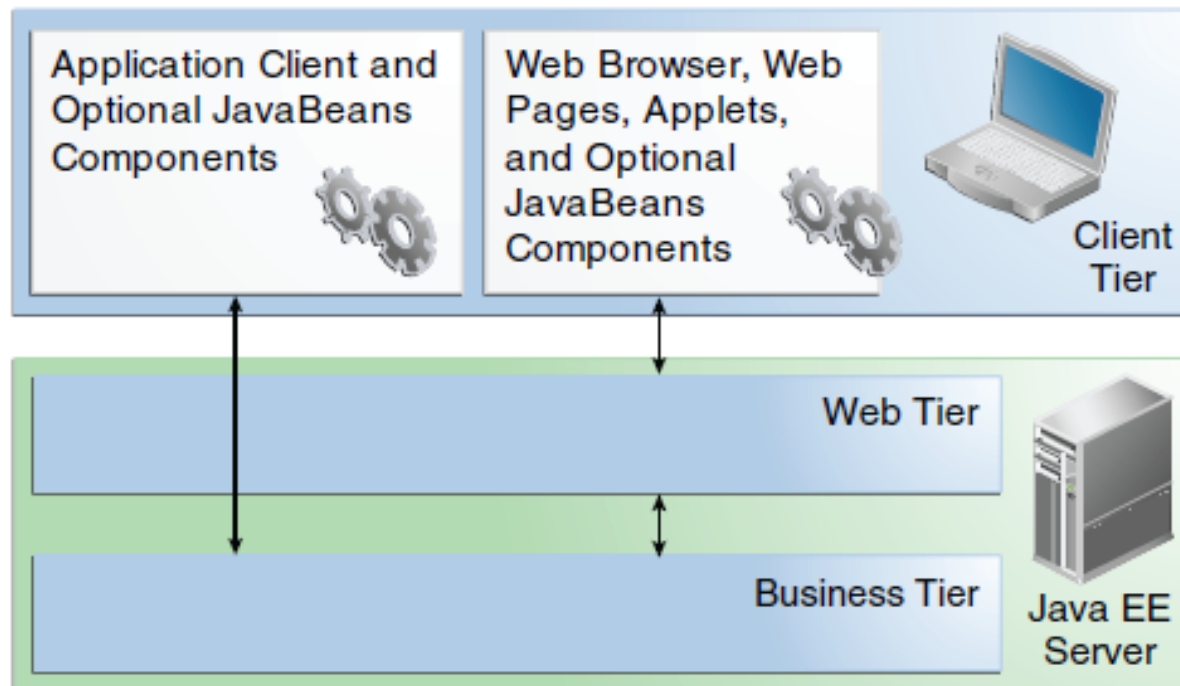 Application Client and
Optional JavaBeans
Components
Web Browser, Web
Pages, Applets,
and Optional
JavaBeans
Components
Client
Tier
Web Tier
Business Tier
Java EE
Server